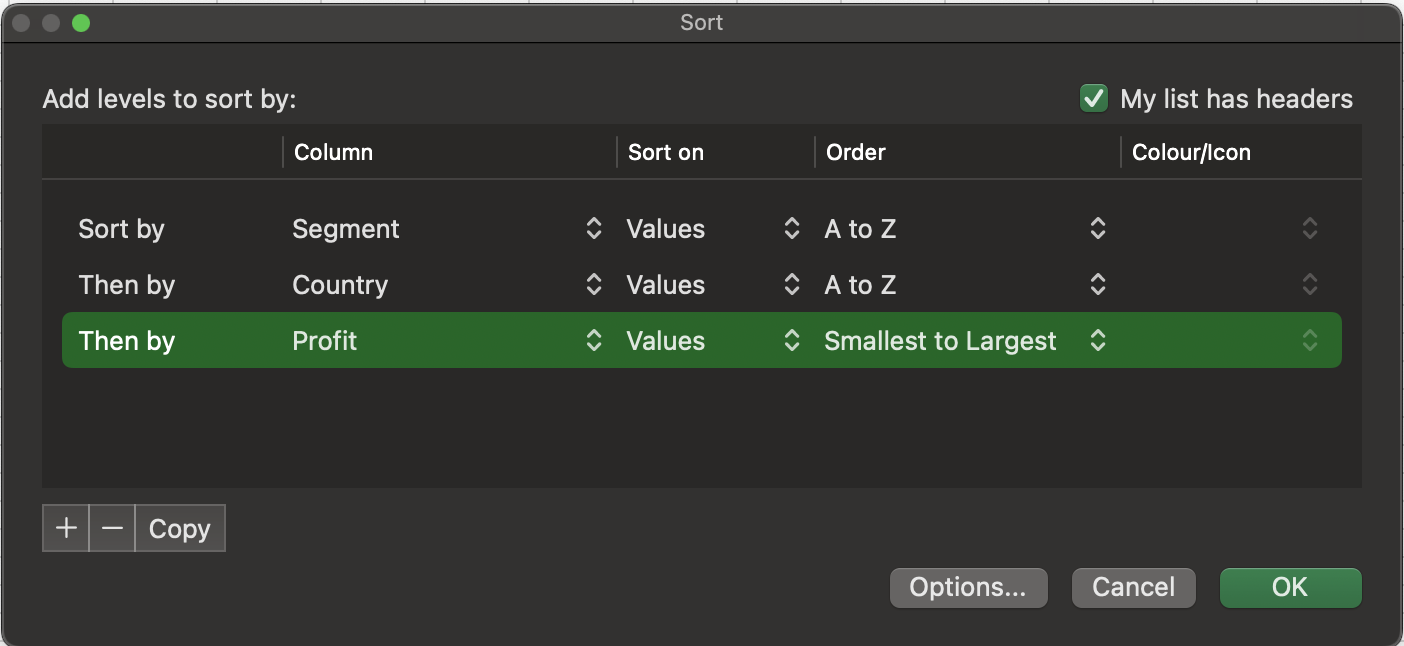 Sort
Add levels to sort by: My list has headers
Column Sort on Order Colour/Icon
Sort by Segment Values A to Z
Then by Country Values A to Z
Then by Profit Values Smallest to Largest
+ − Copy
Options... Cancel OK